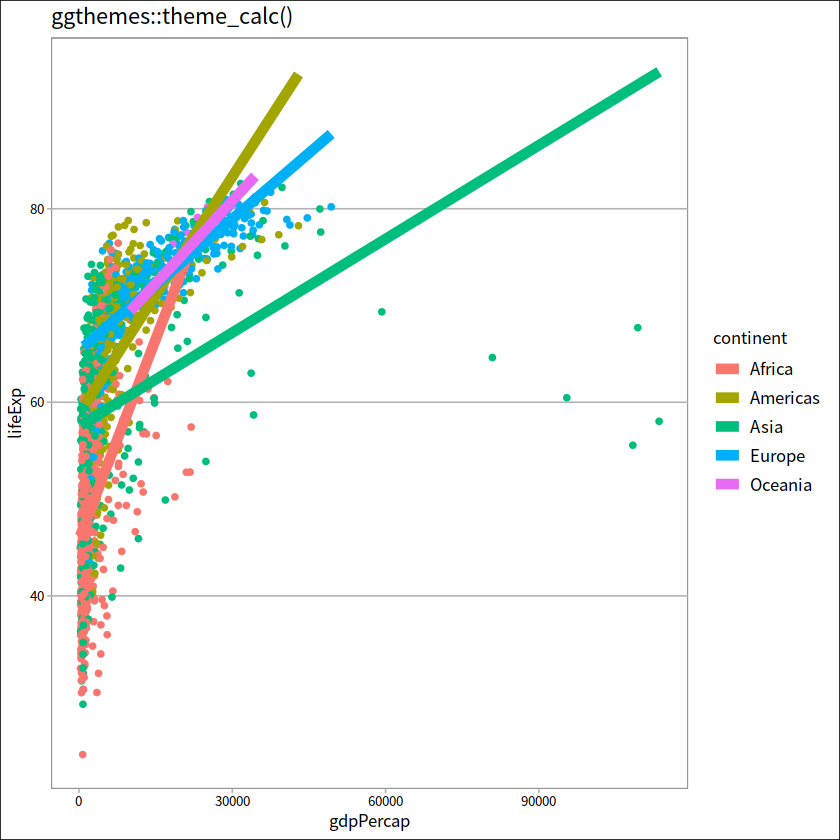 ggthemes::theme_calc()
80
60
40
lifeExp
0 30000 60000 90000
gdpPercap
continent
Africa
Americas
Asia
Europe
Oceania